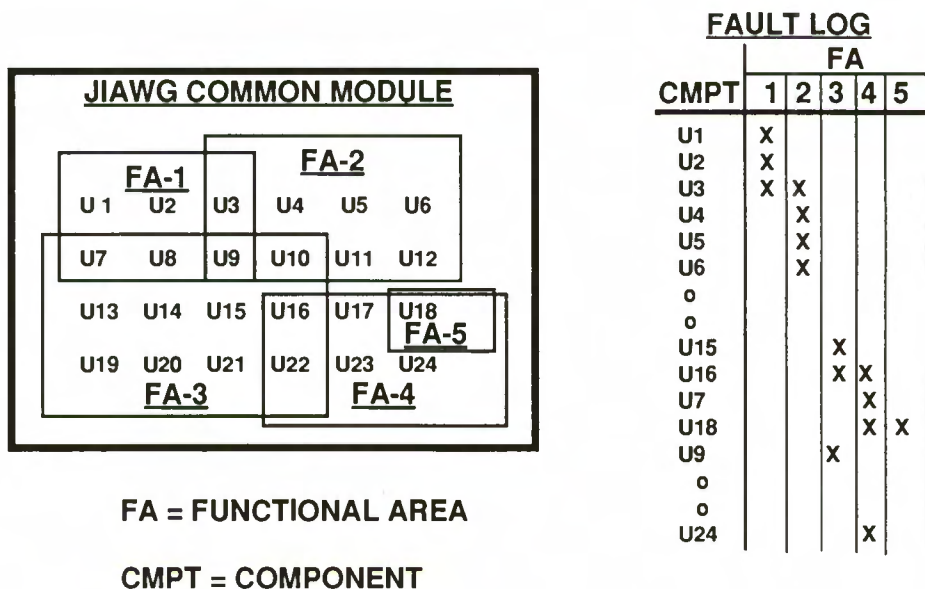 JIAWG COMMON MODULE
FA-1
FA-2
U 1 U2 U3 U4 U5 U6
U7 U8 U9 U10 U11 U12
U13 U14 U15 U16 U17 U18
FA-5
U19 U20 U21 U22 U23 U24
FA-3
FA-4
FA = FUNCTIONAL AREA
CMPT = COMPONENT
FAULT LOG
FA
CMPT 1 2 3 4 5
U1 X
U2 X
U3 X X
U4 X
U5 X
U6 X
o
o
U15 X
U16 X X
U7 X
U18 X X
U9 X
o
o
U24 X